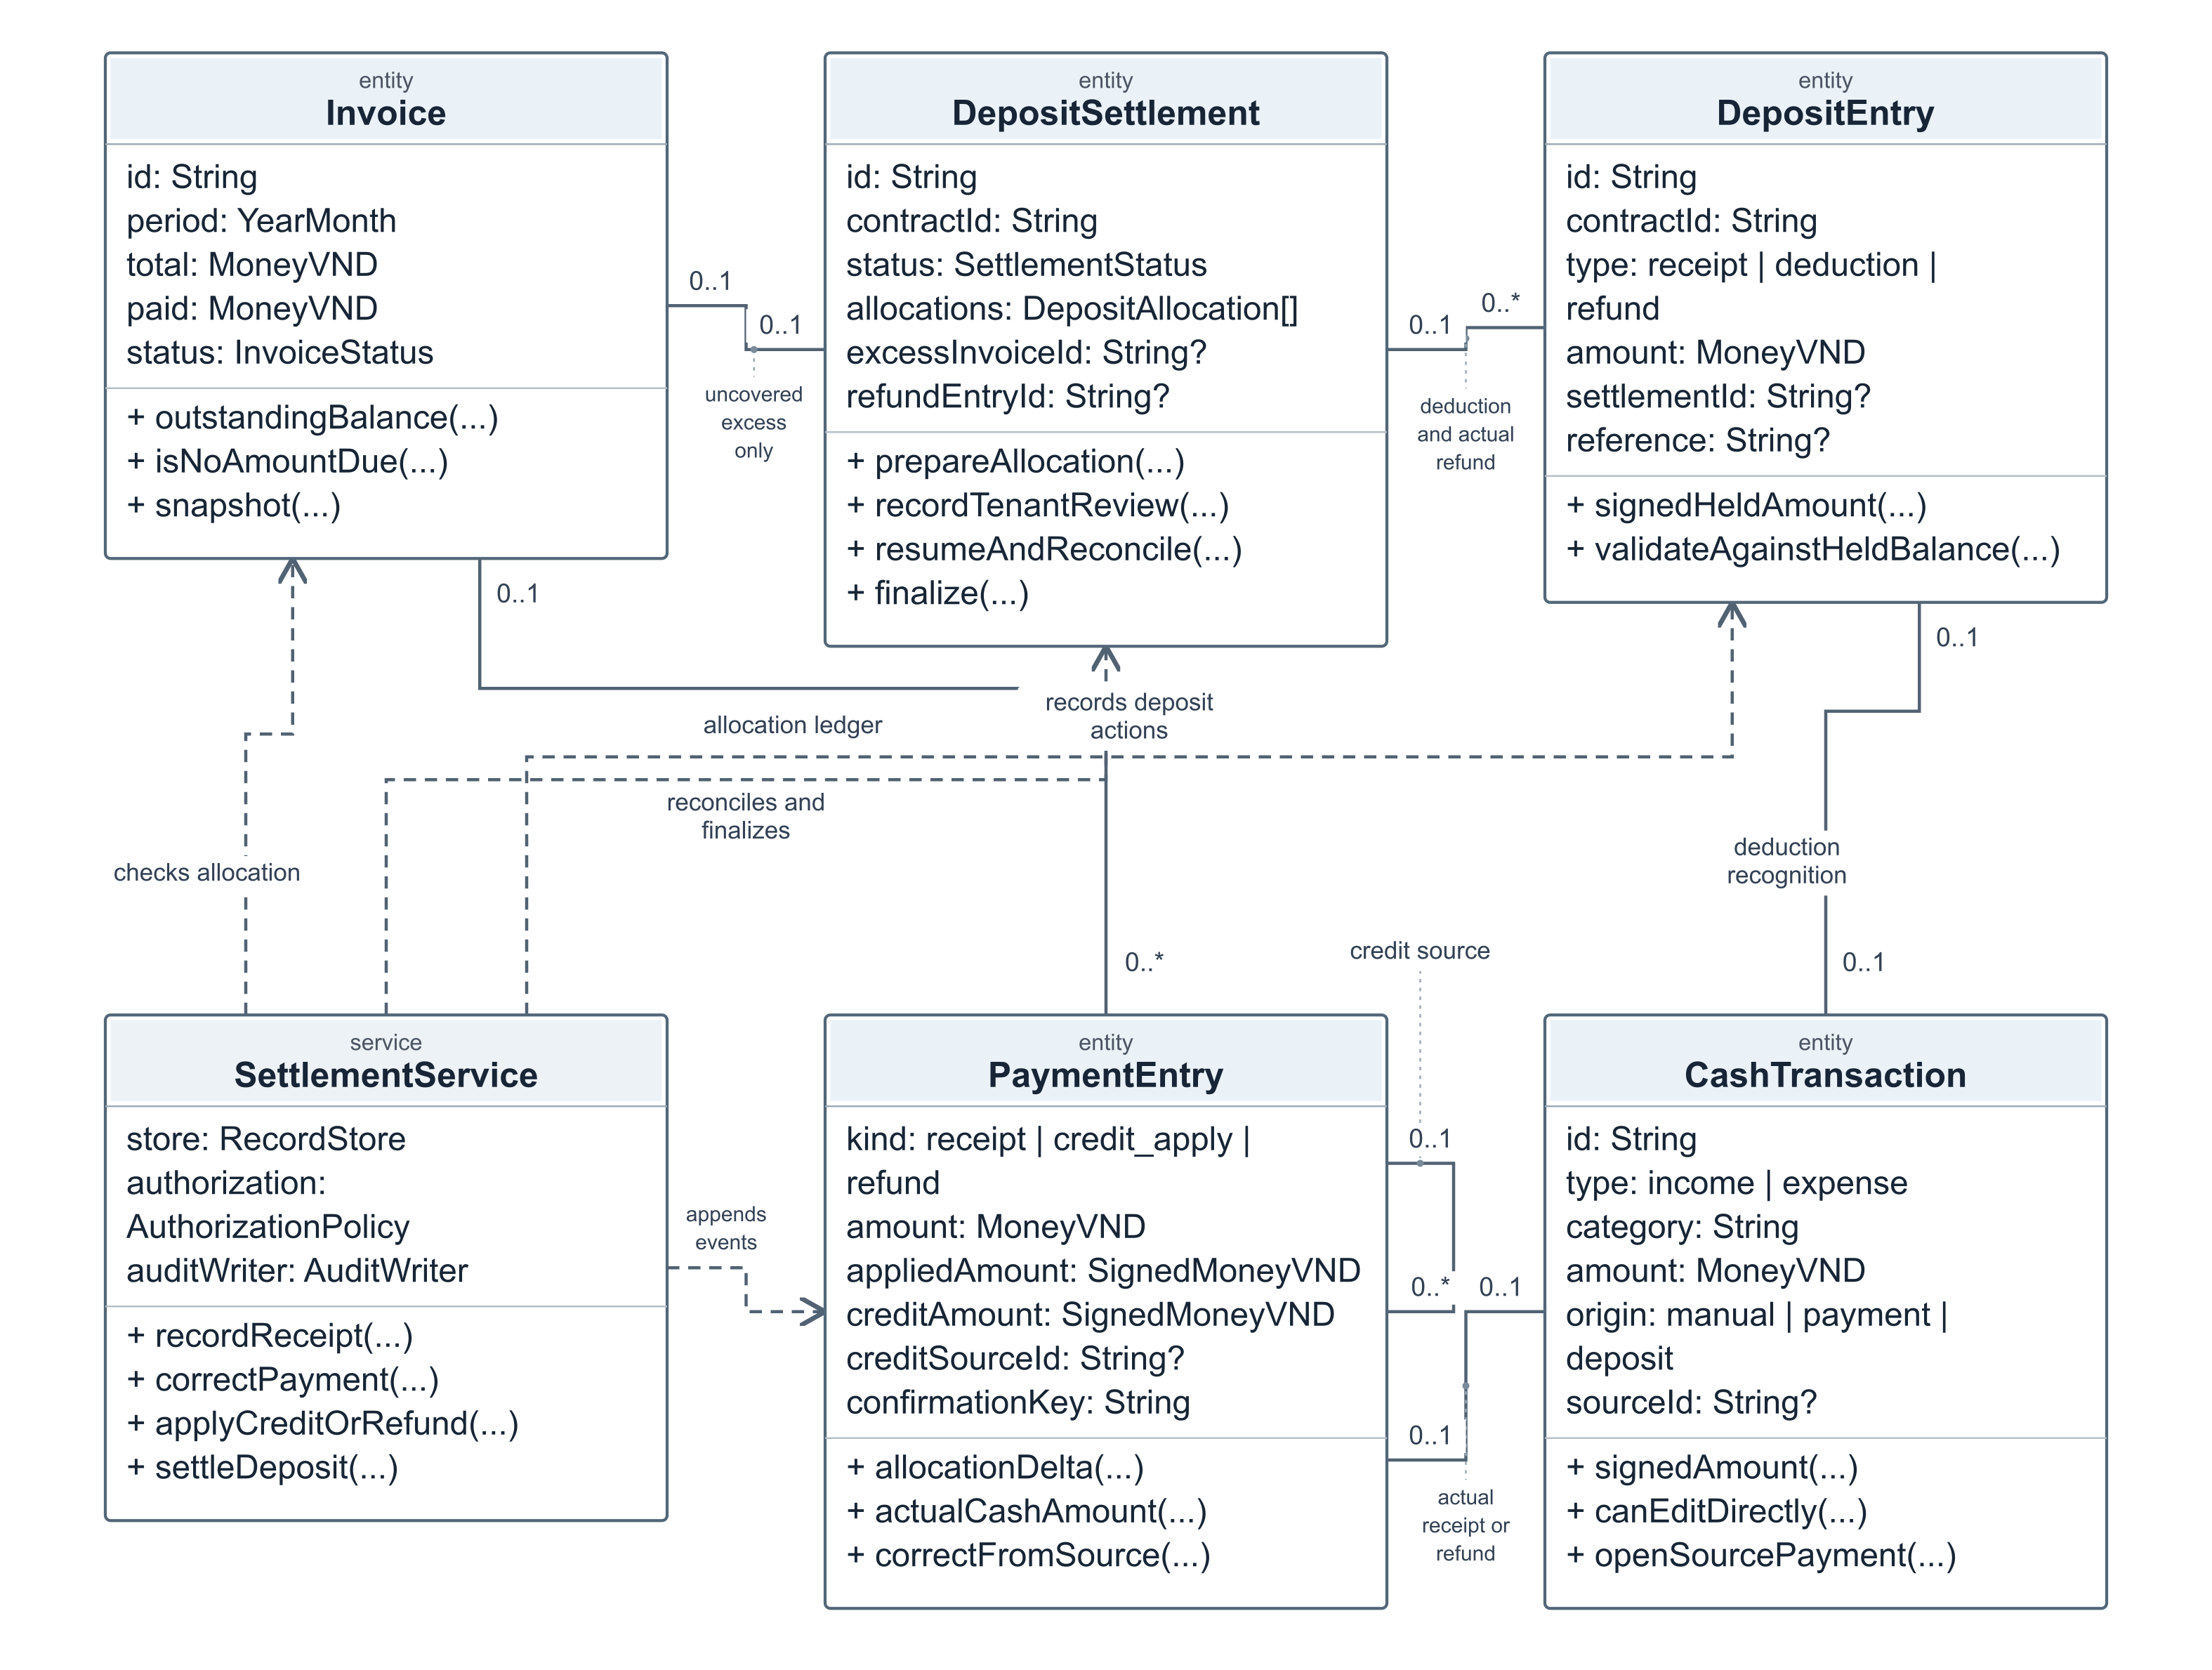 entity
Invoice
id: String
period: YearMonth
total: MoneyVND
paid: MoneyVND
status: InvoiceStatus
+ outstandingBalance(...)
+ isNoAmountDue(...)
+ snapshot(...)
0..1
0..1
uncovered
excess
only
entity
DepositSettlement
id: String
contractId: String
status: SettlementStatus
allocations: DepositAllocation[]
excessInvoiceId: String?
refundEntryId: String?
+ prepareAllocation(...)
+ recordTenantReview(...)
+ resumeAndReconcile(...)
+ finalize(...)
0..1
0..*
deduction
and actual
refund
entity
DepositEntry
id: String
contractId: String
type: receipt | deduction |
refund
amount: MoneyVND
settlementId: String?
reference: String?
+ signedHeldAmount(...)
+ validateAgainstHeldBalance(...)
0..1
0..1
records deposit
actions
allocation ledger
reconciles and
finalizes
checks allocation
deduction
recognition
0..*
credit source
0..1
service
SettlementService
store: RecordStore
authorization:
AuthorizationPolicy
auditWriter: AuditWriter
+ recordReceipt(...)
+ correctPayment(...)
+ applyCreditOrRefund(...)
+ settleDeposit(...)
appends
events
entity
PaymentEntry
kind: receipt | credit_apply |
refund
amount: MoneyVND
appliedAmount: SignedMoneyVND
creditAmount: SignedMoneyVND
creditSourceId: String?
confirmationKey: String
+ allocationDelta(...)
+ actualCashAmount(...)
+ correctFromSource(...)
0..1
0..*
0..1
0..1
actual
receipt or
refund
entity
CashTransaction
id: String
type: income | expense
category: String
amount: MoneyVND
origin: manual | payment |
deposit
sourceId: String?
+ signedAmount(...)
+ canEditDirectly(...)
+ openSourcePayment(...)